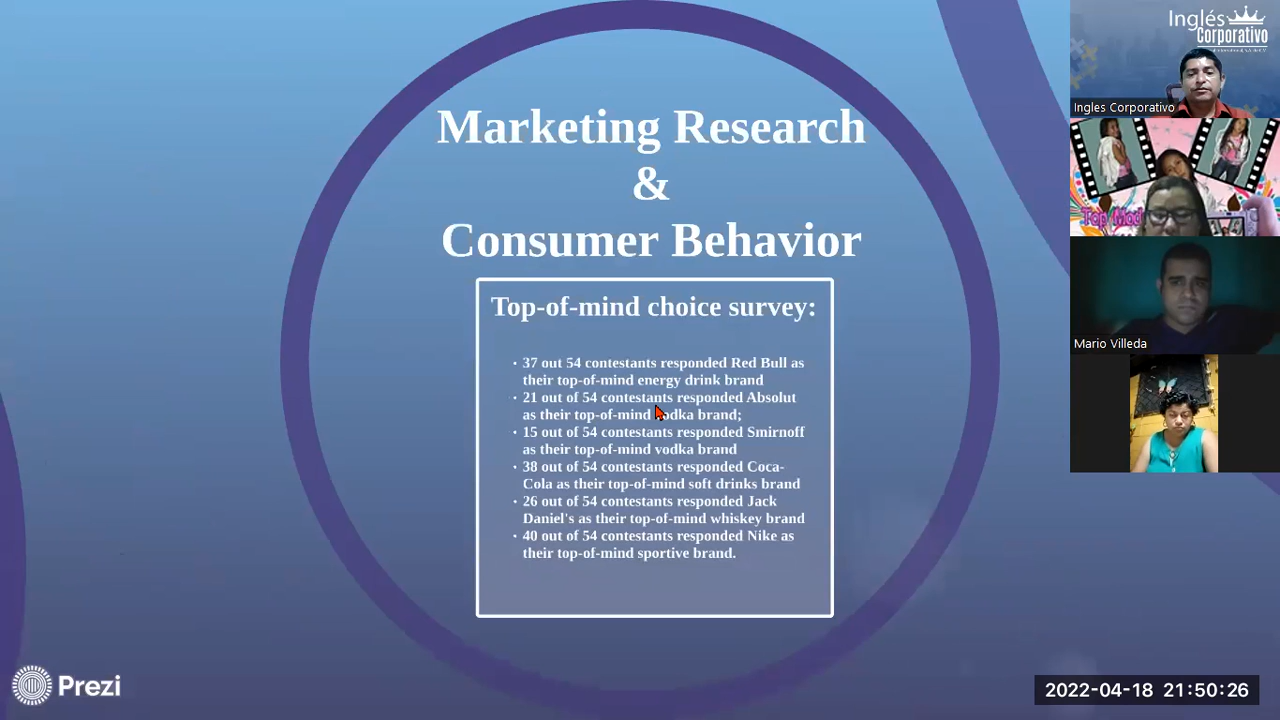 Marketing Research
&
Consumer Behavior
Top-of-mind choice survey:
• 37 out 54 contestants responded Red Bull as
their top-of-mind energy drink brand
• 21 out of 54 contestants responded Absolut
as their top-of-mind vodka brand;
• 15 out of 54 contestants responded Smirnoff
as their top-of-mind vodka brand
• 38 out of 54 contestants responded Coca-
Cola as their top-of-mind soft drinks brand
• 26 out of 54 contestants responded Jack
Daniel's as their top-of-mind whiskey brand
• 40 out of 54 contestants responded Nike as
their top-of-mind sportive brand.
Prezi
Inglés
Corporativo
Ingles Corporativo
Top
Mario Villeda
2022-04-18 21:50:26